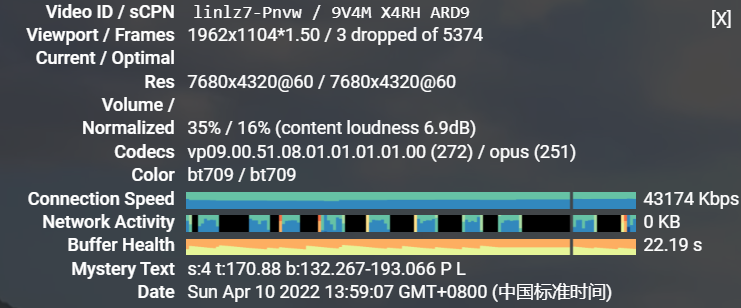 Video ID / sCPN linlz7-Pnvw / 9V4M X4RH ARD9
[X]
Viewport / Frames 1962x1104*1.50 / 3 dropped of 5374
Current / Optimal
Res 7680x4320@60 / 7680x4320@60
Volume /
Normalized 35% / 16% (content loudness 6.9dB)
Codecs vp09.00.51.08.01.01.01.01.00 (272) / opus (251)
Color bt709 / bt709
Connection Speed 43174 Kbps
Network Activity 0 KB
Buffer Health 22.19 s
Mystery Text s:4 t:170.88 b:132.267-193.066 P L
Date Sun Apr 10 2022 13:59:07 GMT+0800 (中国标准时间)